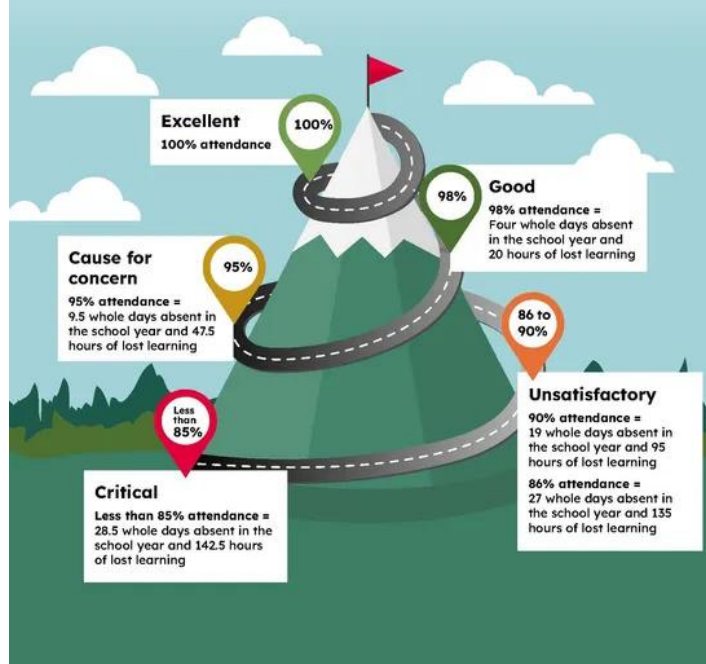 Excellent
100% attendance
100%
98%
Good
98% attendance =
Four whole days absent
in the school year and
20 hours of lost learning
Cause for
concern
95% attendance =
9.5 whole days absent in
the school year and 47.5
hours of lost learning
95%
86 to
90%
Unsatisfactory
90% attendance =
19 whole days absent in
the school year and 95
hours of lost learning
86% attendance =
27 whole days absent in
the school year and 135
hours of lost learning
Less
than
85%
Critical
Less than 85% attendance =
28.5 whole days absent in the
school year and 142.5 hours
of lost learning